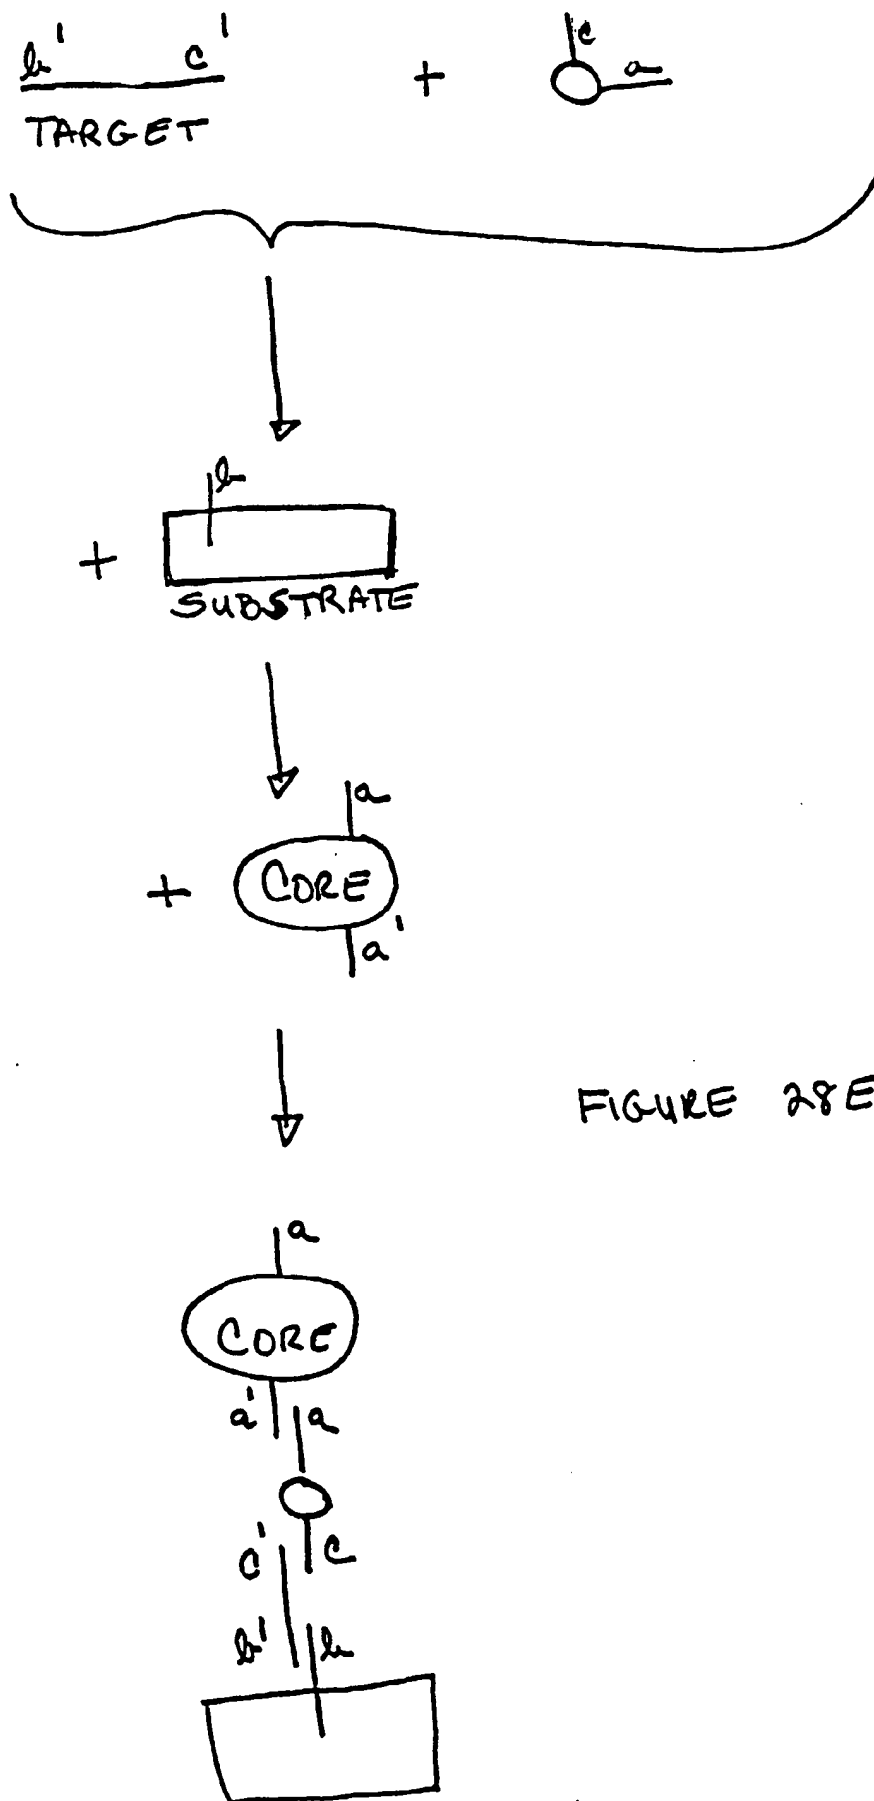 b' c' + c a
TARGET
b
+
SUBSTRATE
a
+ CORE
a'
FIGURE 28E
a
CORE
a' a
c' c
b' b